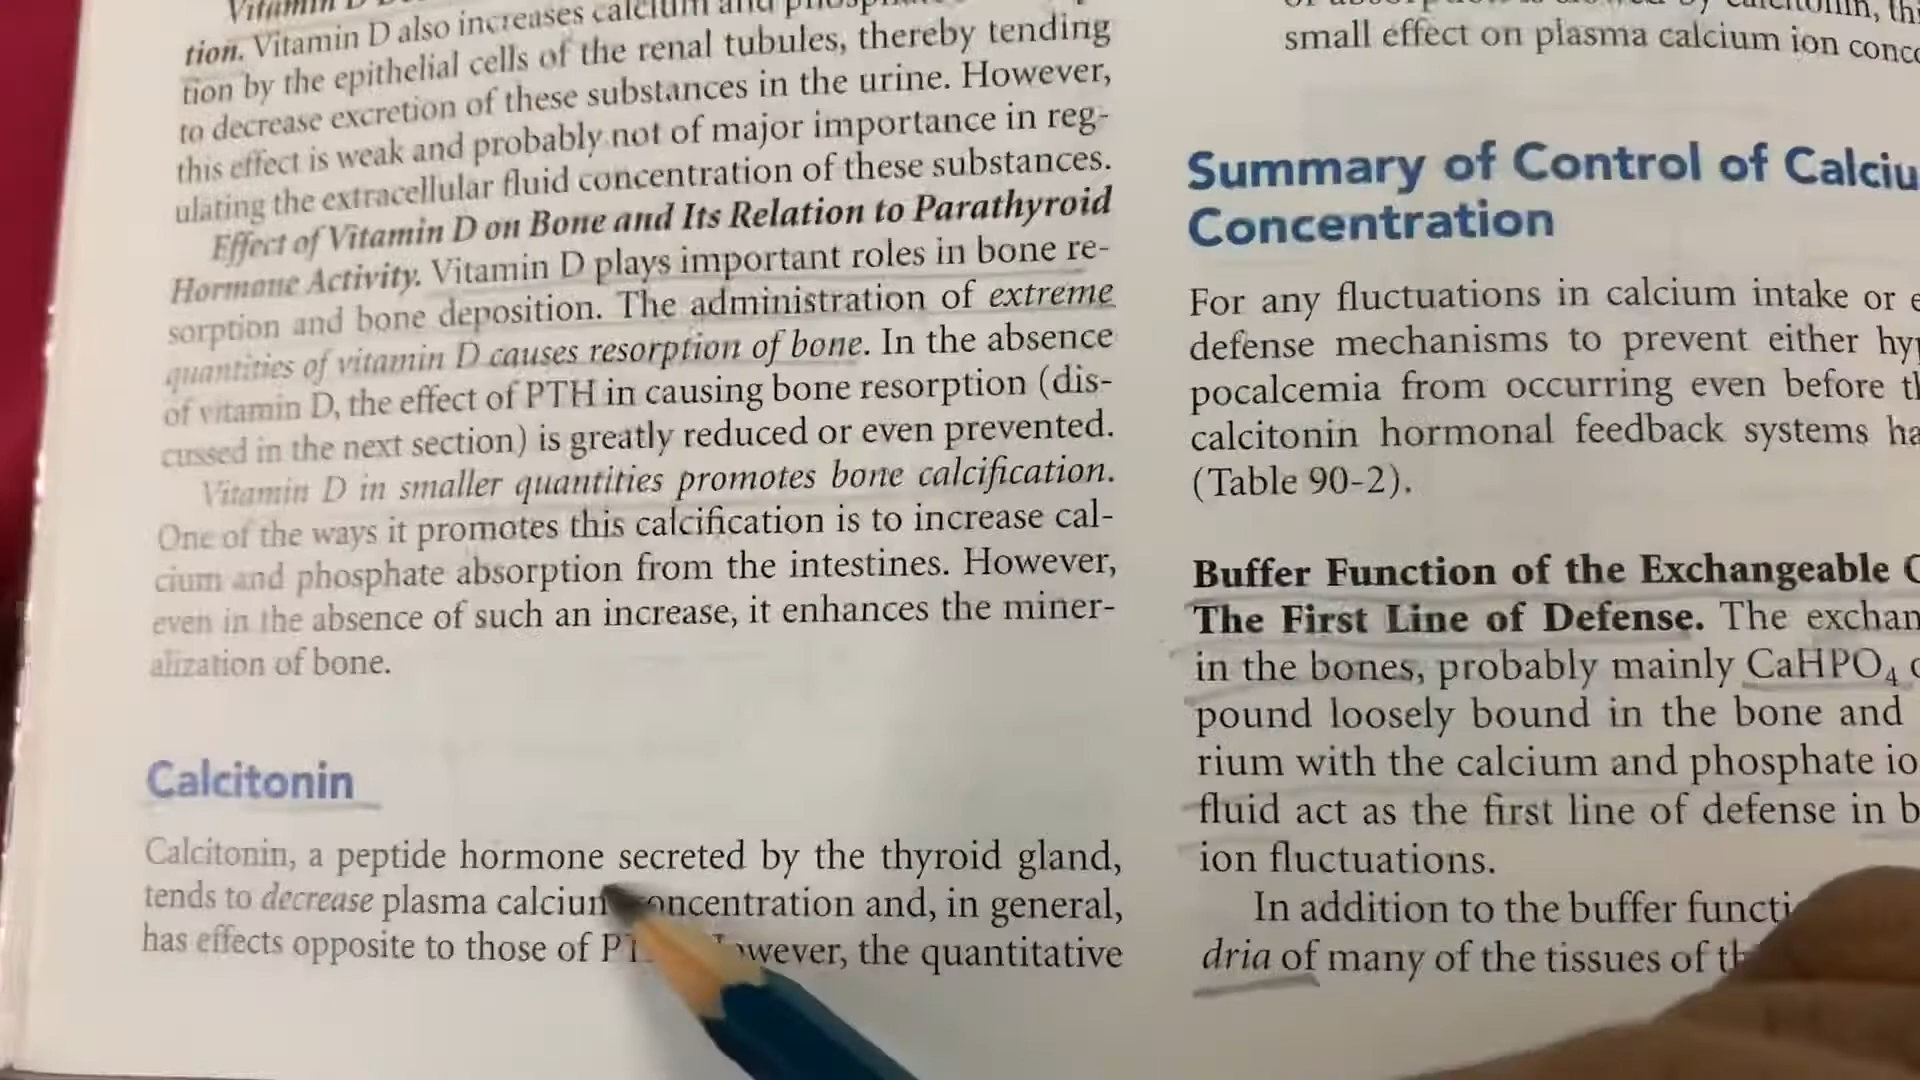 Vitamin D
tion. Vitamin D also increases calcium and
tion by the epithelial cells of the renal tubules, thereby tending
to decrease excretion of these substances in the urine. However,
this effect is weak and probably not of major importance in reg-
ulating the extracellular fluid concentration of these substances.
Effect of Vitamin D on Bone and Its Relation to Parathyroid
Hormone Activity. Vitamin D plays important roles in bone re-
sorption and bone deposition. The administration of extreme
quantities of vitamin D causes resorption of bone. In the absence
of vitamin D, the effect of PTH in causing bone resorption (dis-
cussed in the next section) is greatly reduced or even prevented.
Vitamin D in smaller quantities promotes bone calcification.
One of the ways it promotes this calcification is to increase cal-
cium and phosphate absorption from the intestines. However,
even in the absence of such an increase, it enhances the miner-
alization of bone.
Calcitonin
Calcitonin, a peptide hormone secreted by the thyroid gland,
tends to decrease plasma calcium concentration and, in general,
has effects opposite to those of However, the quantitative
small effect on plasma calcium ion conc
Summary of Control of Calciu
Concentration
For any fluctuations in calcium intake or e
defense mechanisms to prevent either hyp
pocalcemia from occurring even before th
calcitonin hormonal feedback systems ha
(Table 90-2).
Buffer Function of the Exchangeable C
The First Line of Defense. The exchan
in the bones, probably mainly CaHPO₄
pound loosely bound in the bone and
rium with the calcium and phosphate io
fluid act as the first line of defense in b
ion fluctuations.
In addition to the buffer functi
dria of many of the tissues of